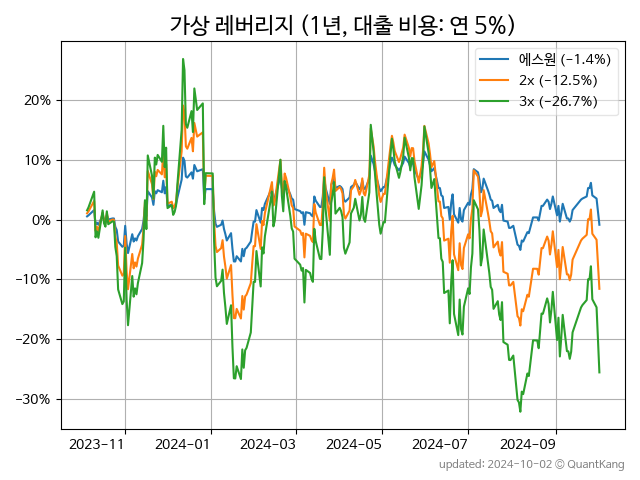 가상 레버리지 (1년, 대출 비용: 연 5%)
에스원 (−1.4%)
2x (−12.5%)
3x (−26.7%)
20%
10%
0%
−10%
−20%
−30%
2023-11 2024-01 2024-03 2024-05 2024-07 2024-09
updated: 2024-10-02 © QuantKang